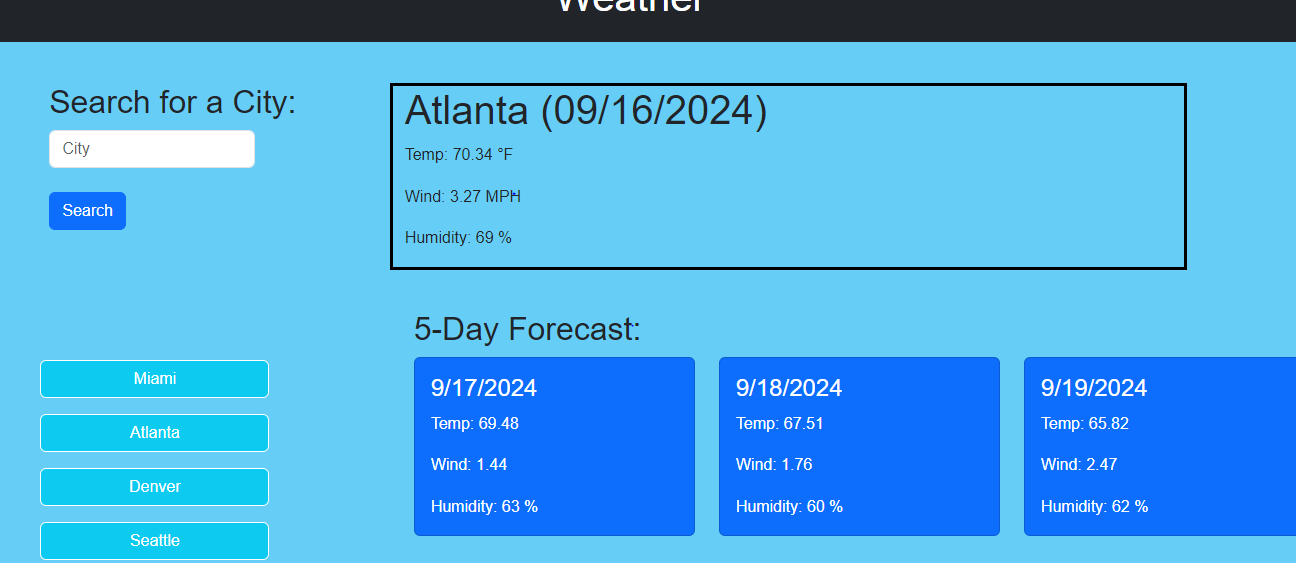 Weather
Search for a City:
City
Search
Atlanta (09/16/2024)
Temp: 70.34 °F
Wind: 3.27 MPH
Humidity: 69 %
5-Day Forecast:
Miami
Atlanta
Denver
Seattle
9/17/2024
Temp: 69.48
Wind: 1.44
Humidity: 63 %
9/18/2024
Temp: 67.51
Wind: 1.76
Humidity: 60 %
9/19/2024
Temp: 65.82
Wind: 2.47
Humidity: 62 %